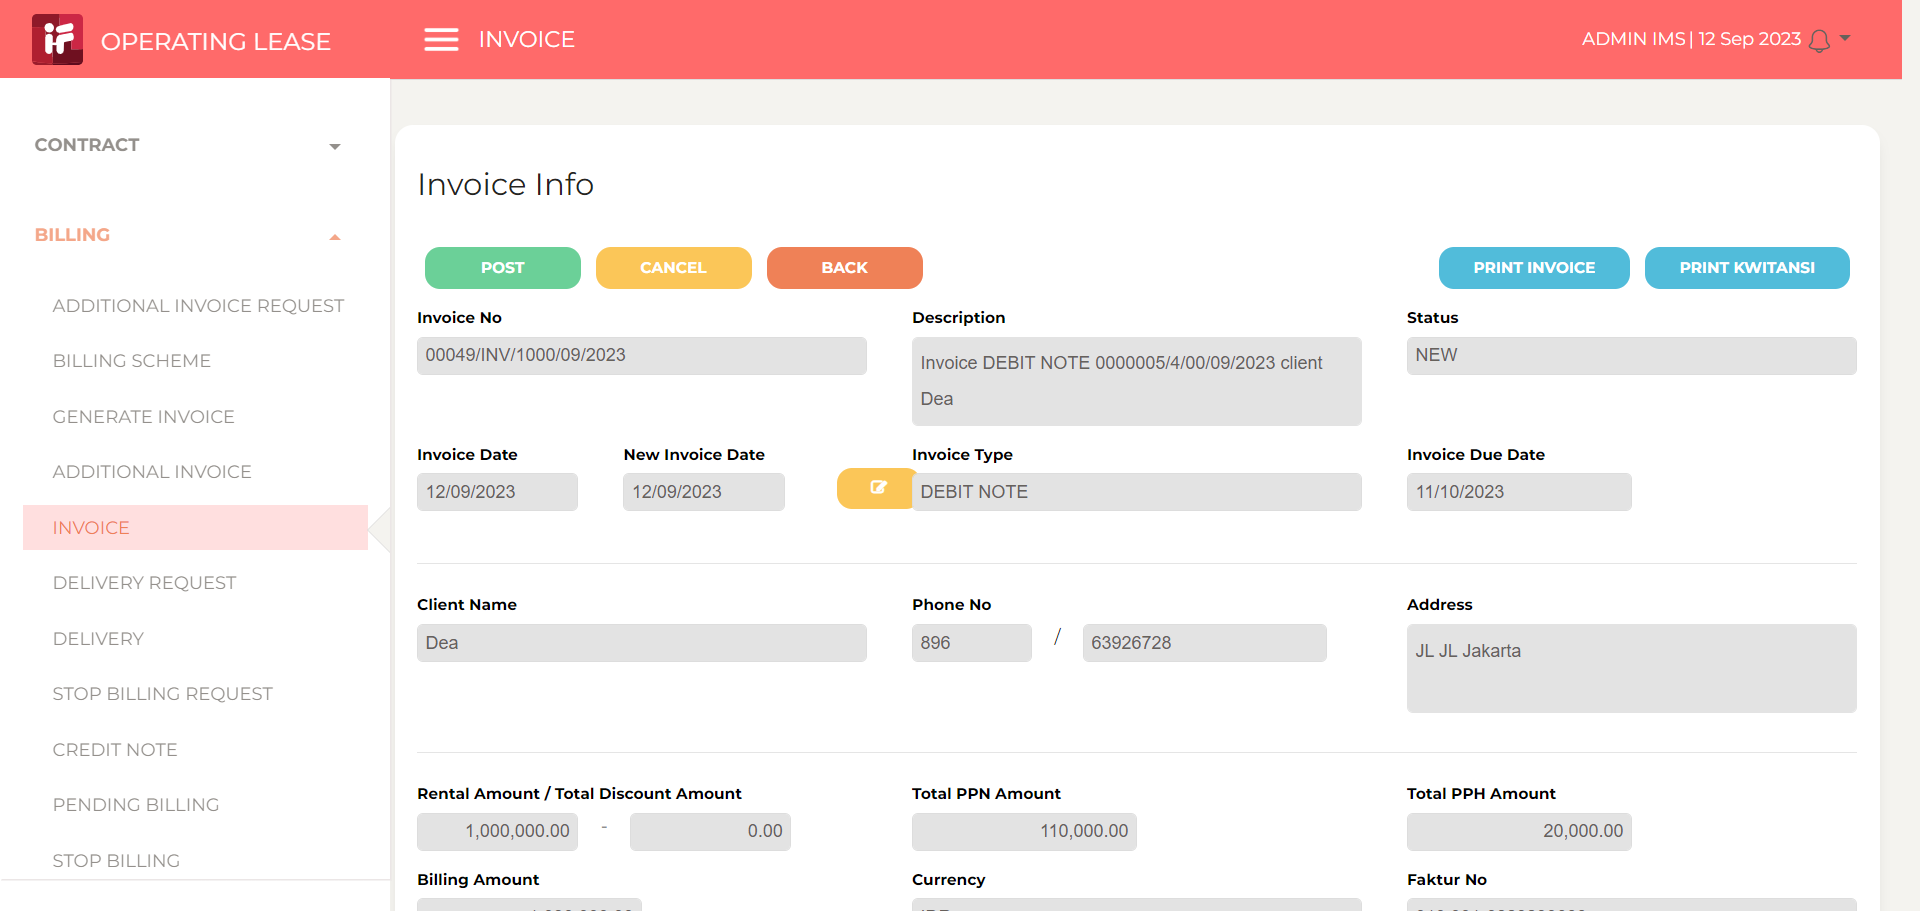 OPERATING LEASE
INVOICE
ADMIN IMS | 12 Sep 2023
CONTRACT
BILLING
ADDITIONAL INVOICE REQUEST
BILLING SCHEME
GENERATE INVOICE
ADDITIONAL INVOICE
INVOICE
DELIVERY REQUEST
DELIVERY
STOP BILLING REQUEST
CREDIT NOTE
PENDING BILLING
STOP BILLING
Invoice Info
POST
CANCEL
BACK
PRINT INVOICE
PRINT KWITANSI
Invoice No
00049/INV/1000/09/2023
Description
Invoice DEBIT NOTE 0000005/4/00/09/2023 client
Dea
Status
NEW
Invoice Date
12/09/2023
New Invoice Date
12/09/2023
Invoice Type
DEBIT NOTE
Invoice Due Date
11/10/2023
Client Name
Dea
Phone No
896 / 63926728
Address
JL JL Jakarta
Rental Amount / Total Discount Amount
1,000,000.00 - 0.00
Total PPN Amount
110,000.00
Total PPH Amount
20,000.00
Billing Amount
Currency
Faktur No